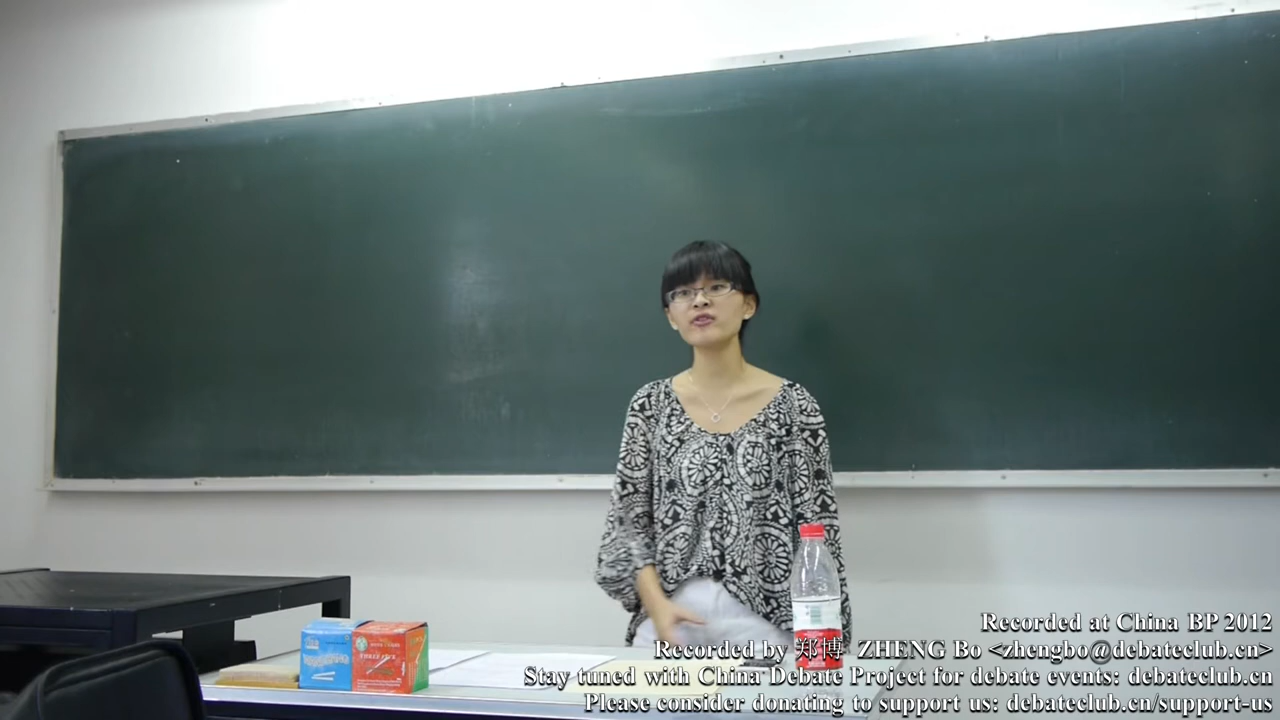 Recorded at China BP 2012
Recorded by 郑博 ZHENG Bo <zhengbo@debateclub.cn>
Stay tuned with China Debate Project for debate events: debateclub.cn
Please consider donating to support us: debateclub.cn/support-us